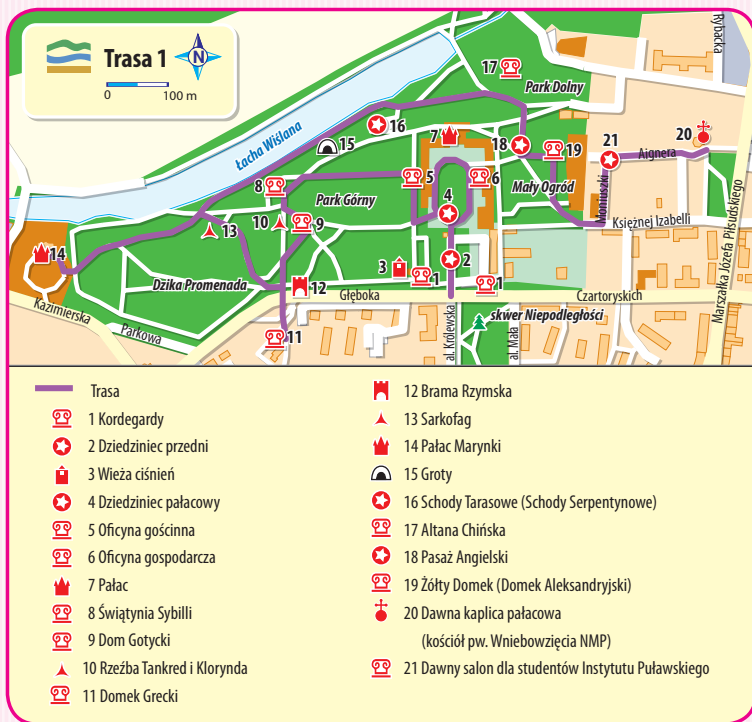 Trasa 1
N
0 100 m
Rybacka
17
Park Dolny
Łacha Wiślana
16
15
7
18
19
21
20
Aignera
8
5
6
Park Górny
Mały Ogród
Moniuszki
4
Księżnej Izabelli
13
10
9
14
2
3
1
1
Dzika Promenada
12
Głęboka
Czartoryskich
Marszałka Józefa Piłsudskiego
Kazimierska
Parkowa
11
al. Królewska
skwer Niepodległości
al. Mała
Trasa
1 Kordegardy
2 Dziedziniec przedni
3 Wieża ciśnień
4 Dziedziniec pałacowy
5 Oficyna gościnna
6 Oficyna gospodarcza
7 Pałac
8 Świątynia Sybilli
9 Dom Gotycki
10 Rzeźba Tankred i Klorynda
11 Domek Grecki
12 Brama Rzymska
13 Sarkofag
14 Pałac Marynki
15 Groty
16 Schody Tarasowe (Schody Serpentynowe)
17 Altana Chińska
18 Pasaż Angielski
19 Żółty Domek (Domek Aleksandryjski)
20 Dawna kaplica pałacowa
(kościół pw. Wniebowzięcia NMP)
21 Dawny salon dla studentów Instytutu Puławskiego